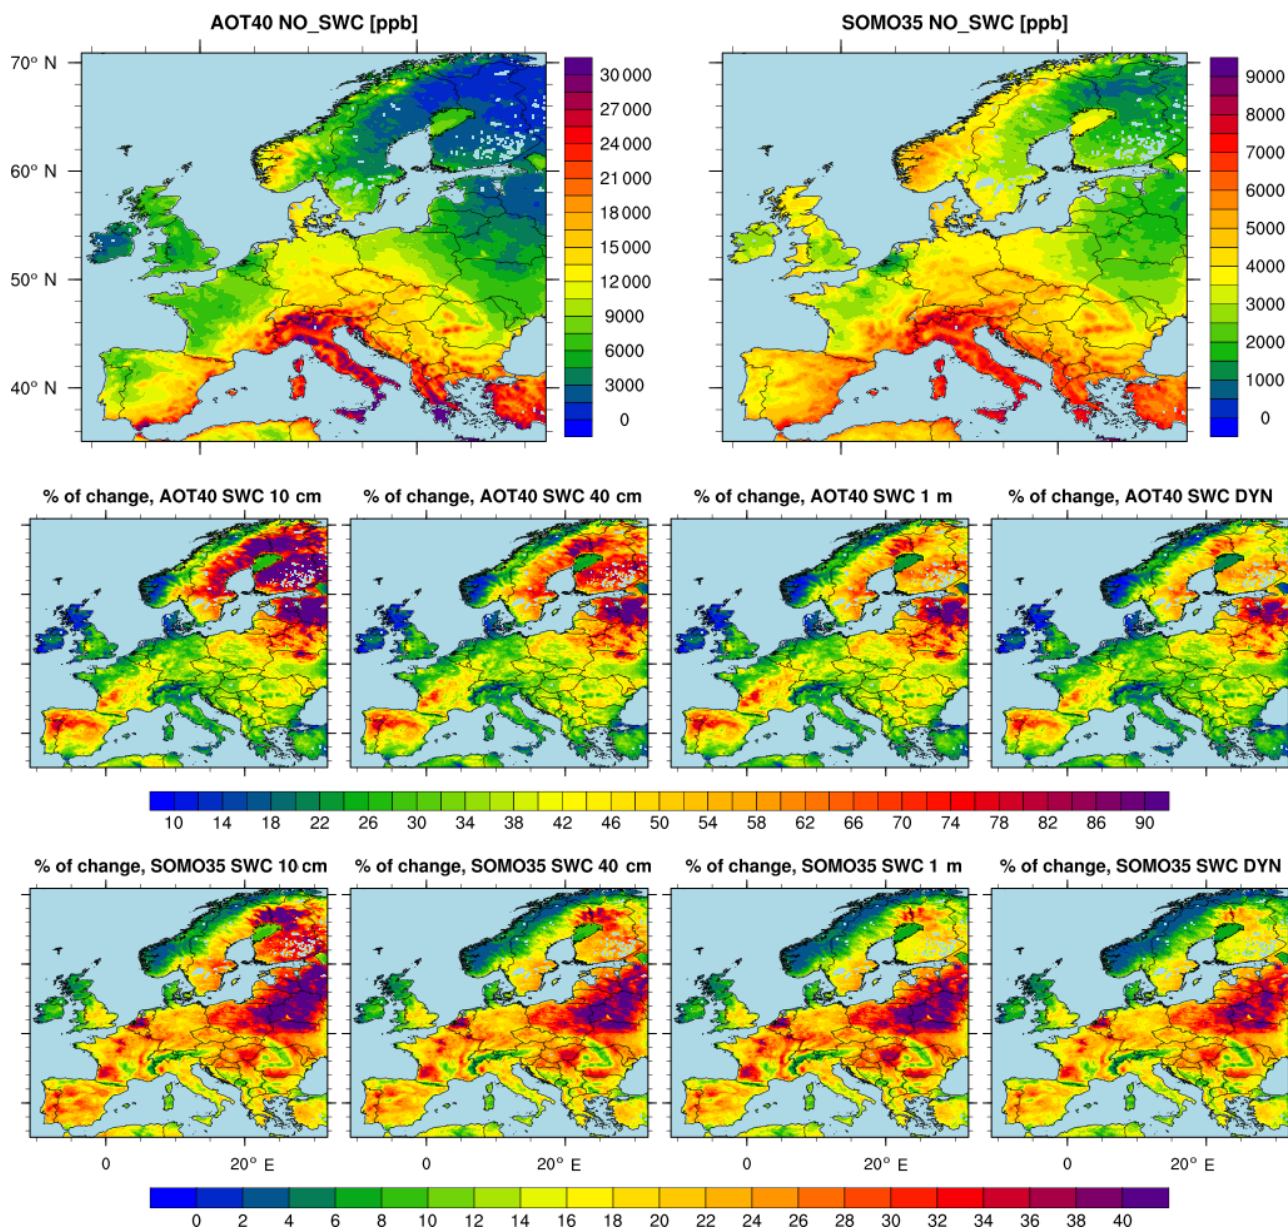 AOT40 NO_SWC [ppb]
SOMO35 NO_SWC [ppb]
70° N
60° N
50° N
40° N
30 000
27 000
24 000
21 000
18 000
15 000
12 000
9000
6000
3000
0
9000
8000
7000
6000
5000
4000
3000
2000
1000
0
% of change, AOT40 SWC 10 cm
% of change, AOT40 SWC 40 cm
% of change, AOT40 SWC 1 m
% of change, AOT40 SWC DYN
10 14 18 22 26 30 34 38 42 46 50 54 58 62 66 70 74 78 82 86 90
% of change, SOMO35 SWC 10 cm
% of change, SOMO35 SWC 40 cm
% of change, SOMO35 SWC 1 m
% of change, SOMO35 SWC DYN
0 20° E 0 20° E 0 20° E 0 20° E
0 2 4 6 8 10 12 14 16 18 20 22 24 26 28 30 32 34 36 38 40